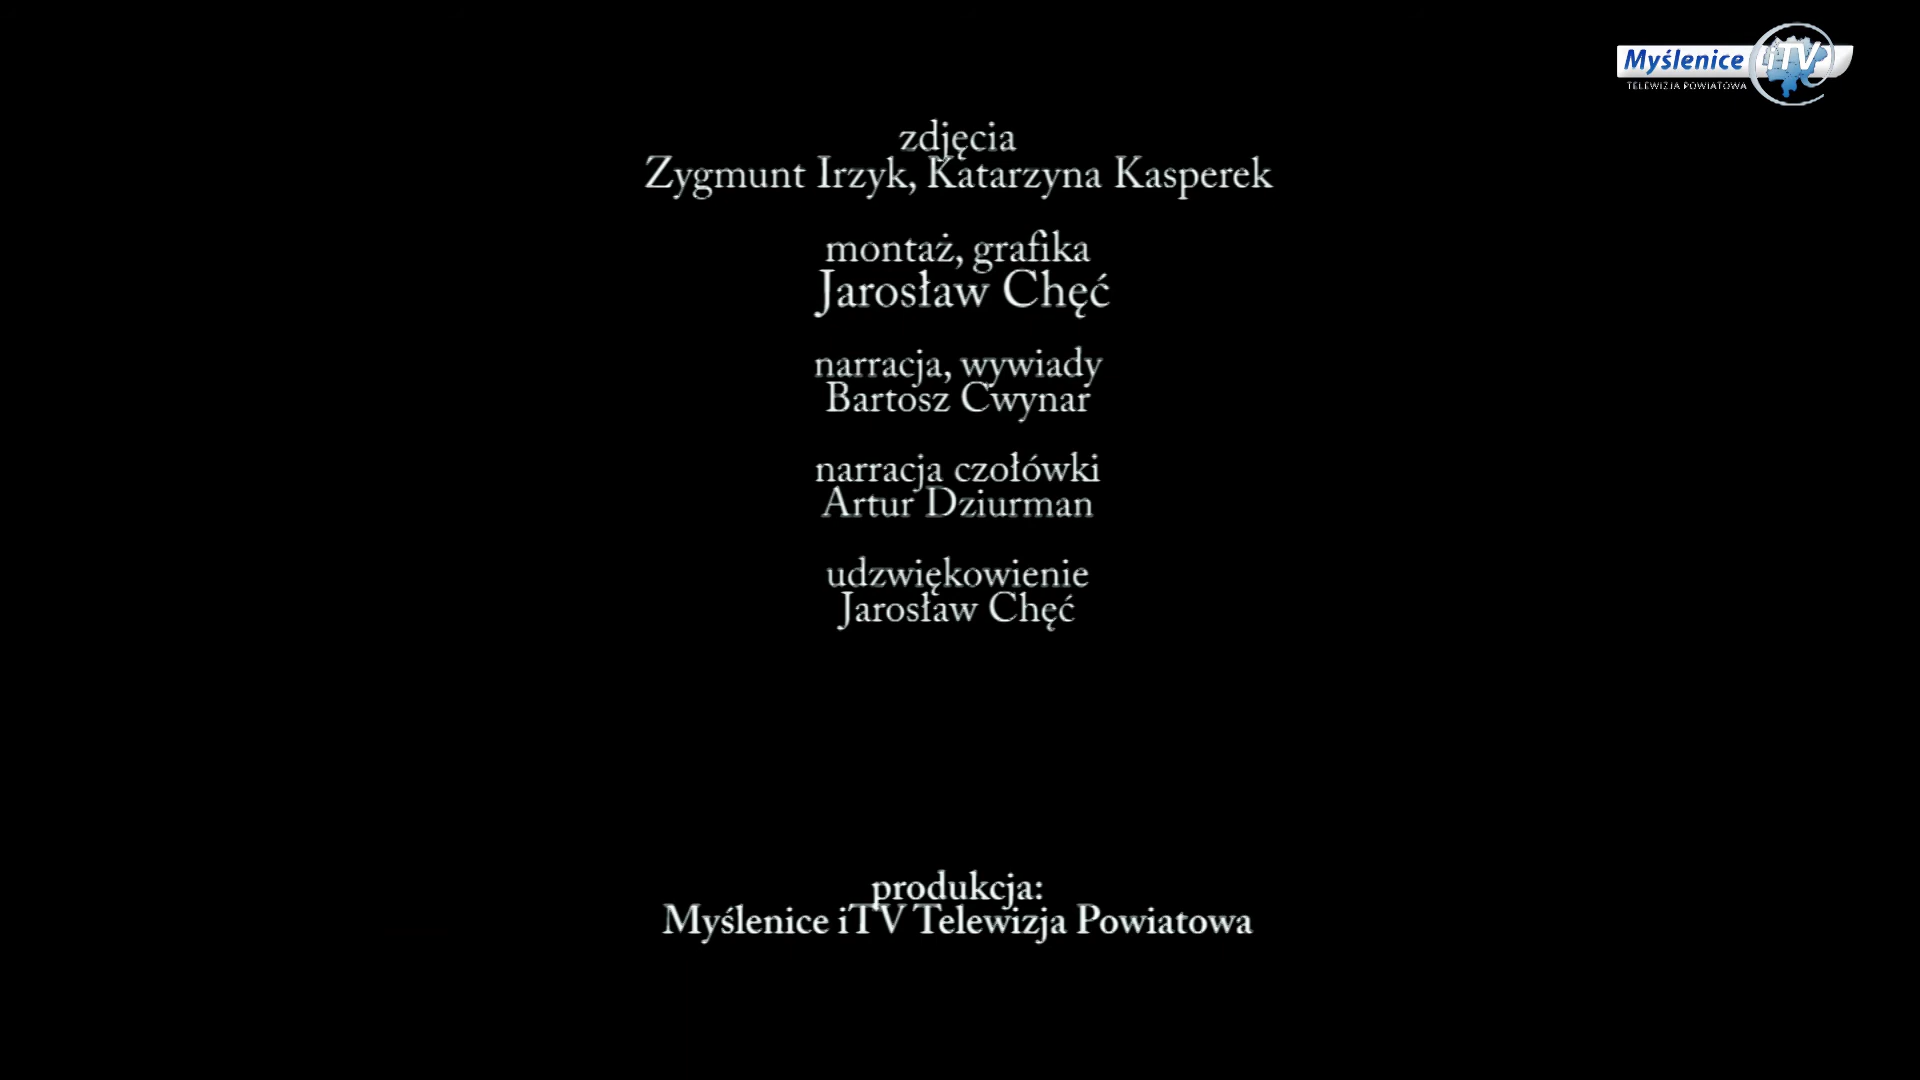 Myślenice iTV
TELEWIZJA POWIATOWA
zdjęcia
Zygmunt Irzyk, Katarzyna Kasperek
montaż, grafika
Jarosław Chęć
narracja, wywiady
Bartosz Cwynar
narracja czołówki
Artur Dziurman
udzwiękowienie
Jarosław Chęć
produkcja:
Myślenice iTV Telewizja Powiatowa